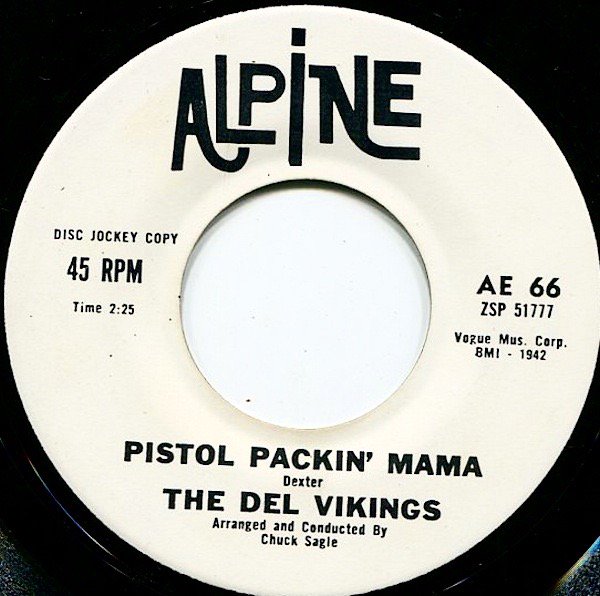 ALPINE
DISC JOCKEY COPY
45 RPM
Time 2:25
AE 66
ZSP 51777
Vogue Mus. Corp.
BMI - 1942
PISTOL PACKIN' MAMA
Dexter
THE DEL VIKINGS
Arranged and Conducted By
Chuck Sagle